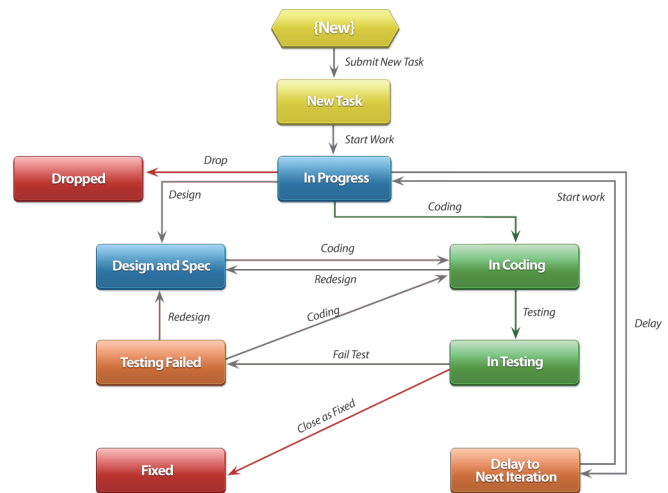 {New}
Submit New Task
New Task
Start Work
Drop
Dropped
In Progress
Design
Start work
Coding
Design and Spec
Coding
Redesign
In Coding
Coding
Redesign
Testing
Delay
Testing Failed
Fail Test
In Testing
Close as Fixed
Fixed
Delay to
Next Iteration